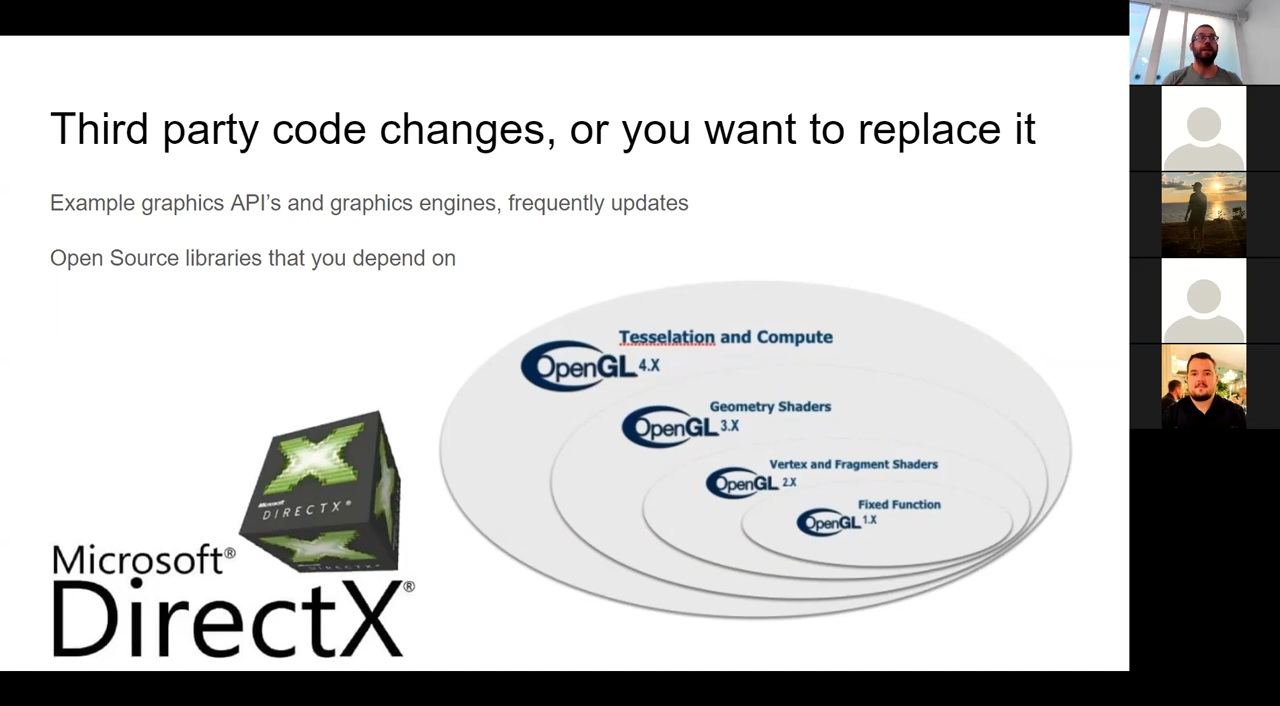 Third party code changes, or you want to replace it
Example graphics API's and graphics engines, frequently updates
Open Source libraries that you depend on
Tesselation and Compute
OpenGL 4.X
Geometry Shaders
OpenGL 3.X
Vertex and Fragment Shaders
OpenGL 2.X
Fixed Function
OpenGL 1.X
Microsoft
DIRECTX®
Microsoft®
DirectX®